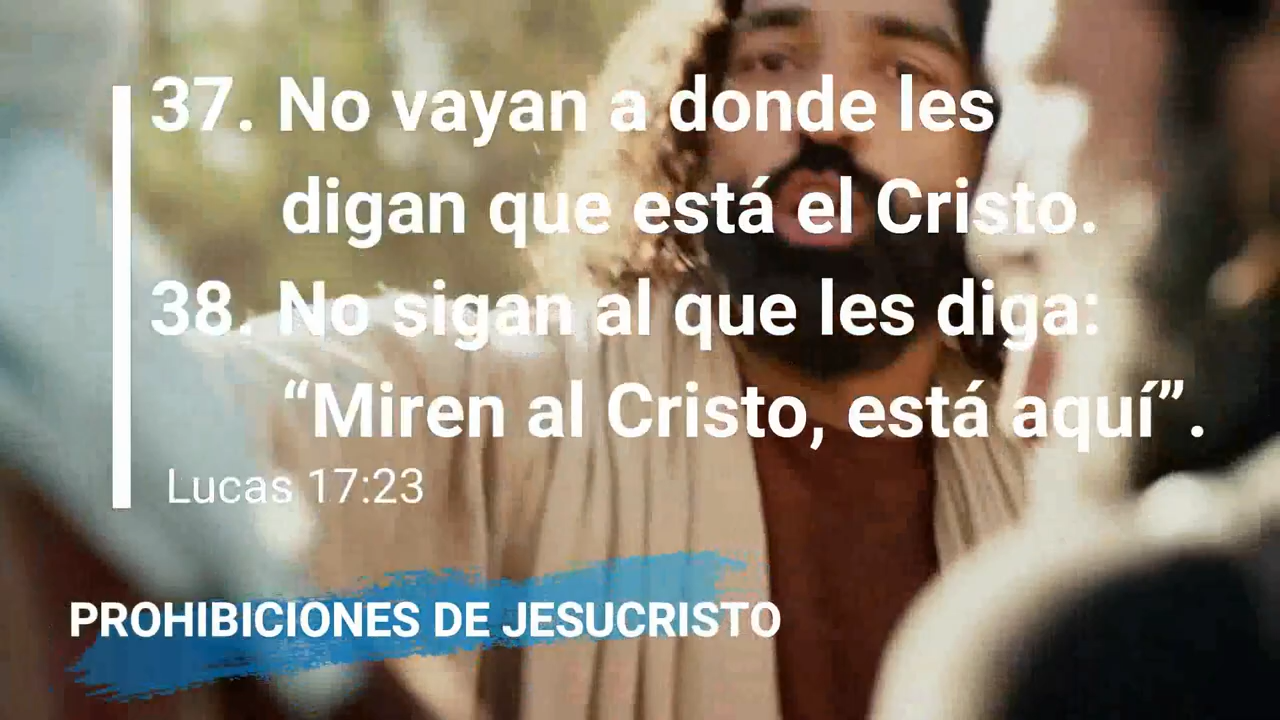 37. No vayan a donde les
digan que está el Cristo.
38. No sigan al que les diga:
“Miren al Cristo, está aquí”.
Lucas 17:23
PROHIBICIONES DE JESUCRISTO